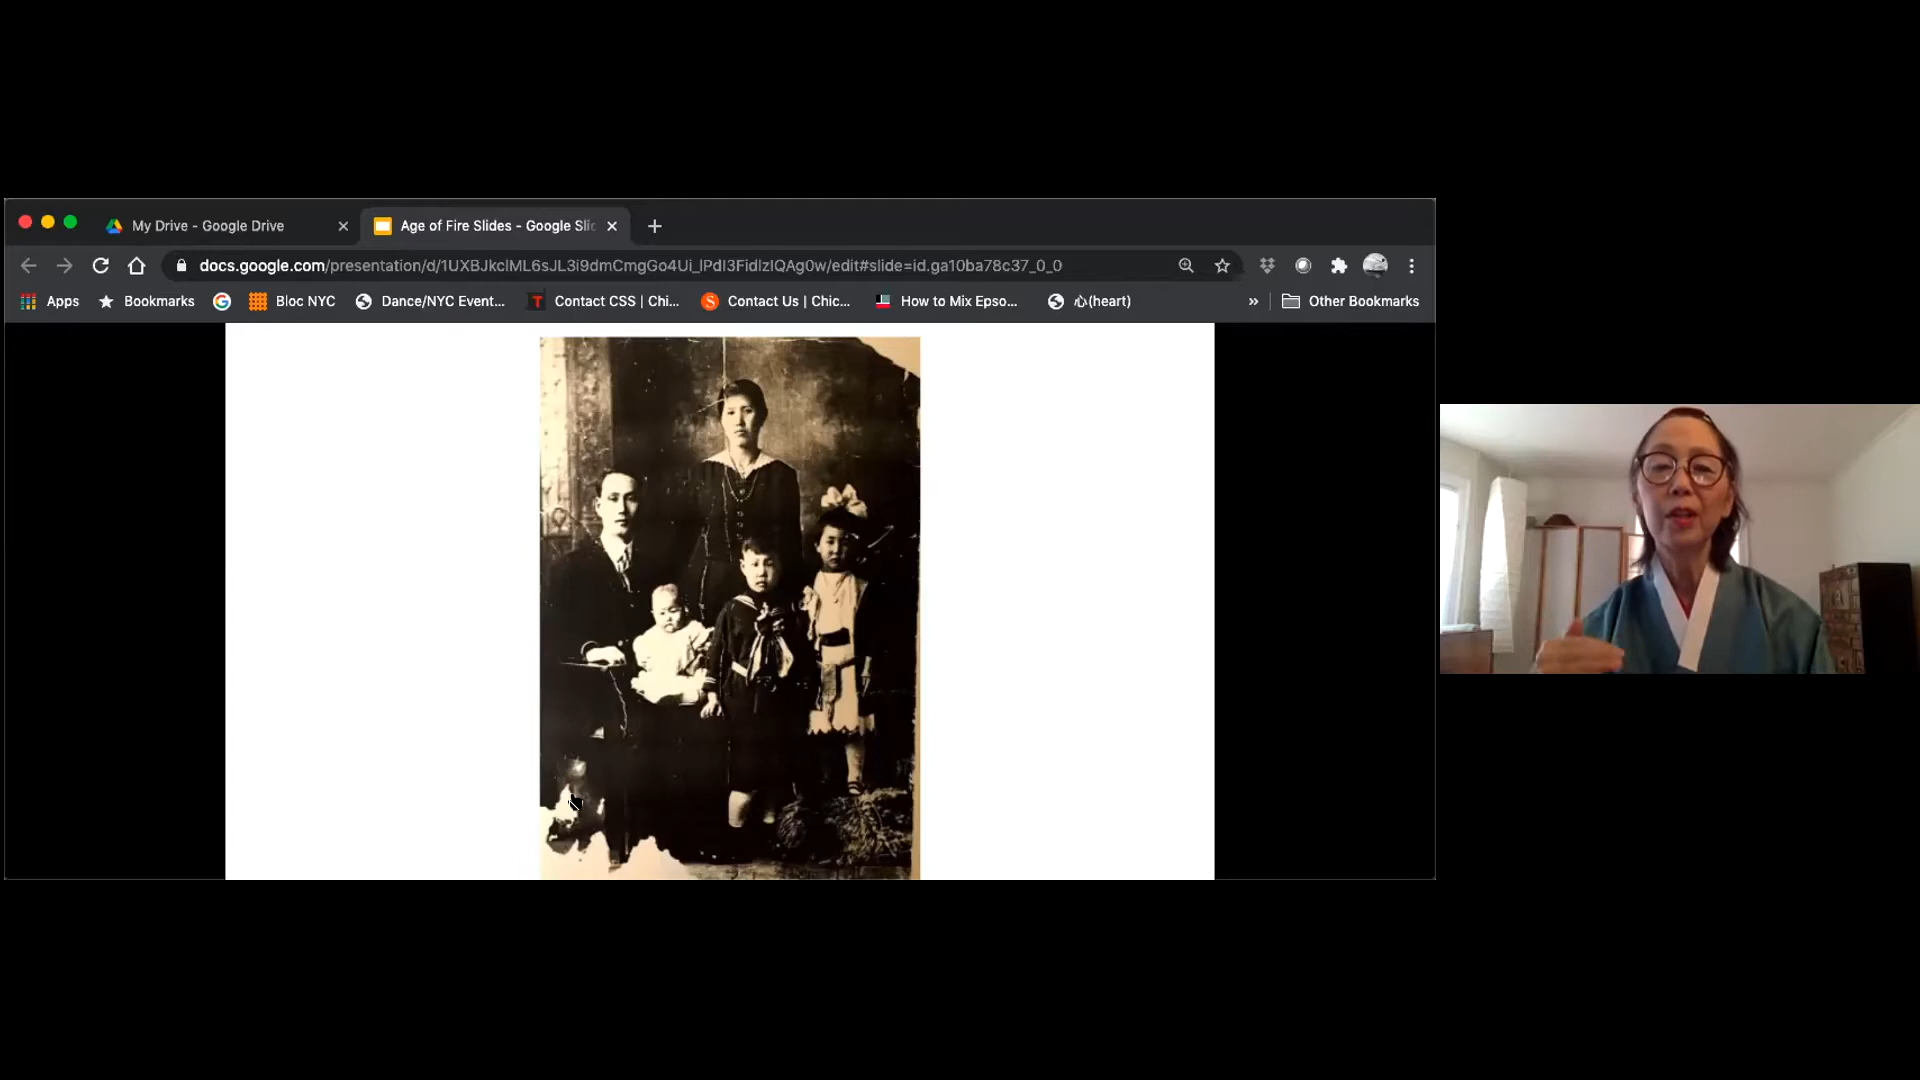 My Drive - Google Drive
Age of Fire Slides - Google Slic
docs.google.com/presentation/d/1UXBJkclML6sJL3i9dmCmgGo4Ui_lPdI3FidlzIQAg0w/edit#slide=id.ga10ba78c37_0_0
Apps Bookmarks Bloc NYC Dance/NYC Event... Contact CSS | Chi... Contact Us | Chic... How to Mix Epso... 心(heart) » Other Bookmarks